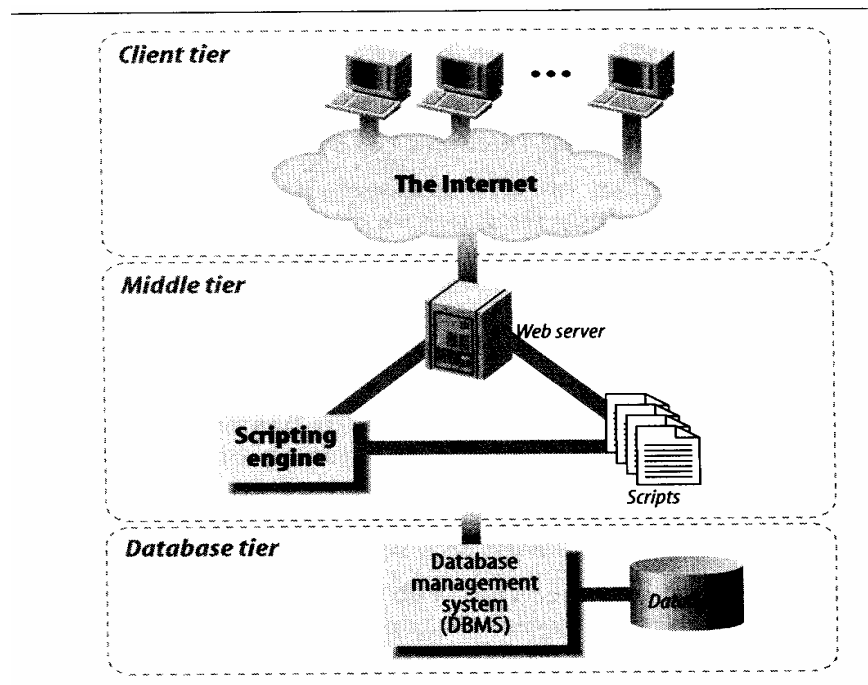 Client tier
The Internet
Middle tier
Web server
Scripting
engine
Scripts
Database tier
Database
management
system
(DBMS)